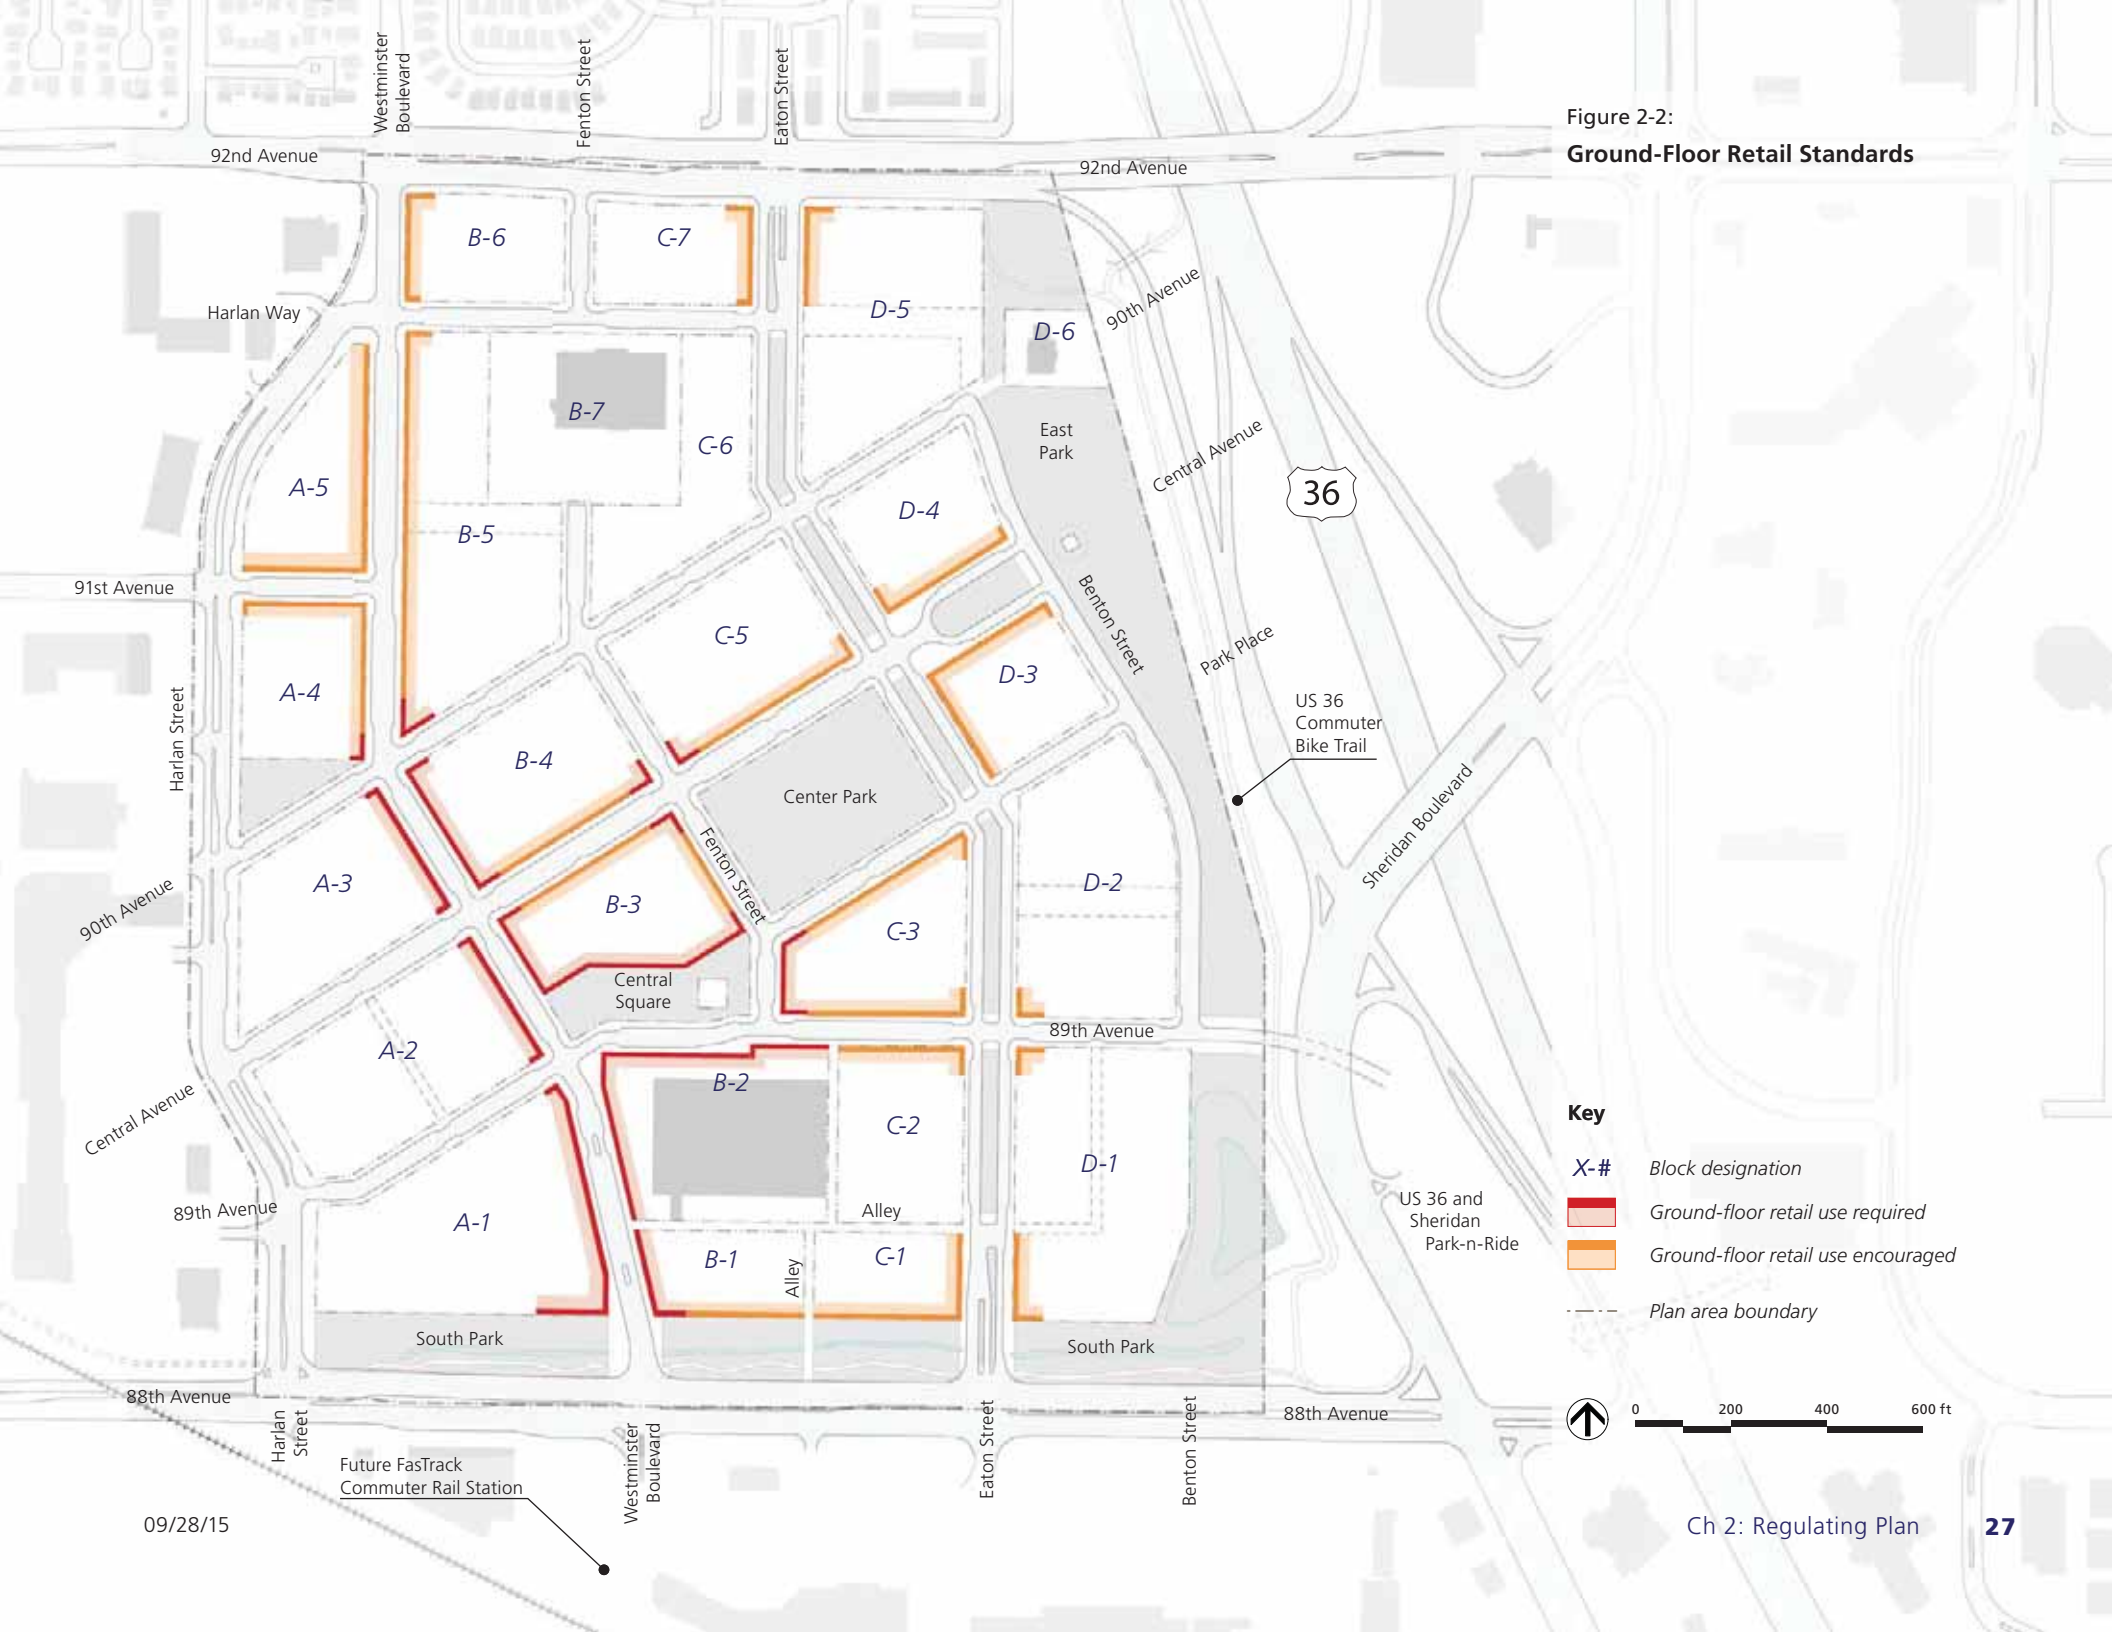 Westminster
Boulevard
Fenton Street
Eaton Street
Figure 2-2:
Ground-Floor Retail Standards
92nd Avenue
92nd Avenue
B-6
C-7
D-5
D-6
90th Avenue
Harlan Way
B-7
C-6
East
Park
Central Avenue
36
A-5
D-4
B-5
91st Avenue
Benton Street
C-5
Park Place
D-3
A-4
Harlan Street
US 36
Commuter
Bike Trail
B-4
Center Park
Sheridan Boulevard
Fenton Street
A-3
90th Avenue
B-3
D-2
C-3
Central
Square
89th Avenue
A-2
B-2
Central Avenue
C-2
Key
X-# Block designation
D-1
US 36 and
Sheridan
Park-n-Ride
Ground-floor retail use required
89th Avenue
A-1
Alley
Ground-floor retail use encouraged
B-1
Alley
C-1
Plan area boundary
South Park
South Park
88th Avenue
88th Avenue
0 200 400 600 ft
Harlan
Street
Westminster
Boulevard
Eaton Street
Benton Street
Future FasTrack
Commuter Rail Station
09/28/15
Ch 2: Regulating Plan 27